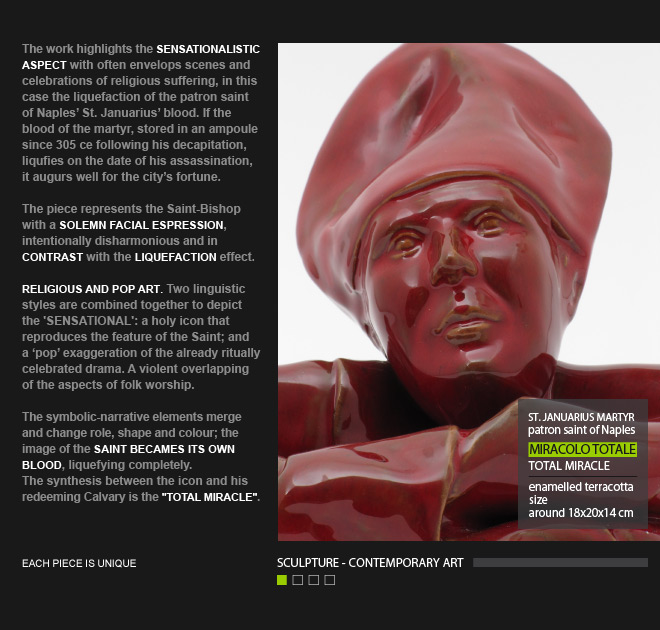 The work highlights the SENSATIONALISTIC
ASPECT with often envelops scenes and
celebrations of religious suffering, in this
case the liquefaction of the patron saint
of Naples' St. Januarius' blood. If the
blood of the martyr, stored in an ampoule
since 305 ce following his decapitation,
liqufies on the date of his assassination,
it augurs well for the city's fortune.
The piece represents the Saint-Bishop
with a SOLEMN FACIAL ESPRESSION,
intentionally disharmonious and in
CONTRAST with the LIQUEFACTION effect.
RELIGIOUS AND POP ART. Two linguistic
styles are combined together to depict
the 'SENSATIONAL': a holy icon that
reproduces the feature of the Saint; and
a 'pop' exaggeration of the already ritually
celebrated drama. A violent overlapping
of the aspects of folk worship.
The symbolic-narrative elements merge
and change role, shape and colour; the
image of the SAINT BECAMES ITS OWN
BLOOD, liquefying completely.
The synthesis between the icon and his
redeeming Calvary is the "TOTAL MIRACLE".
EACH PIECE IS UNIQUE
ST. JANUARIUS MARTYR
patron saint of Naples
MIRACOLO TOTALE
TOTAL MIRACLE
enamelled terracotta
size
around 18x20x14 cm
SCULPTURE - CONTEMPORARY ART